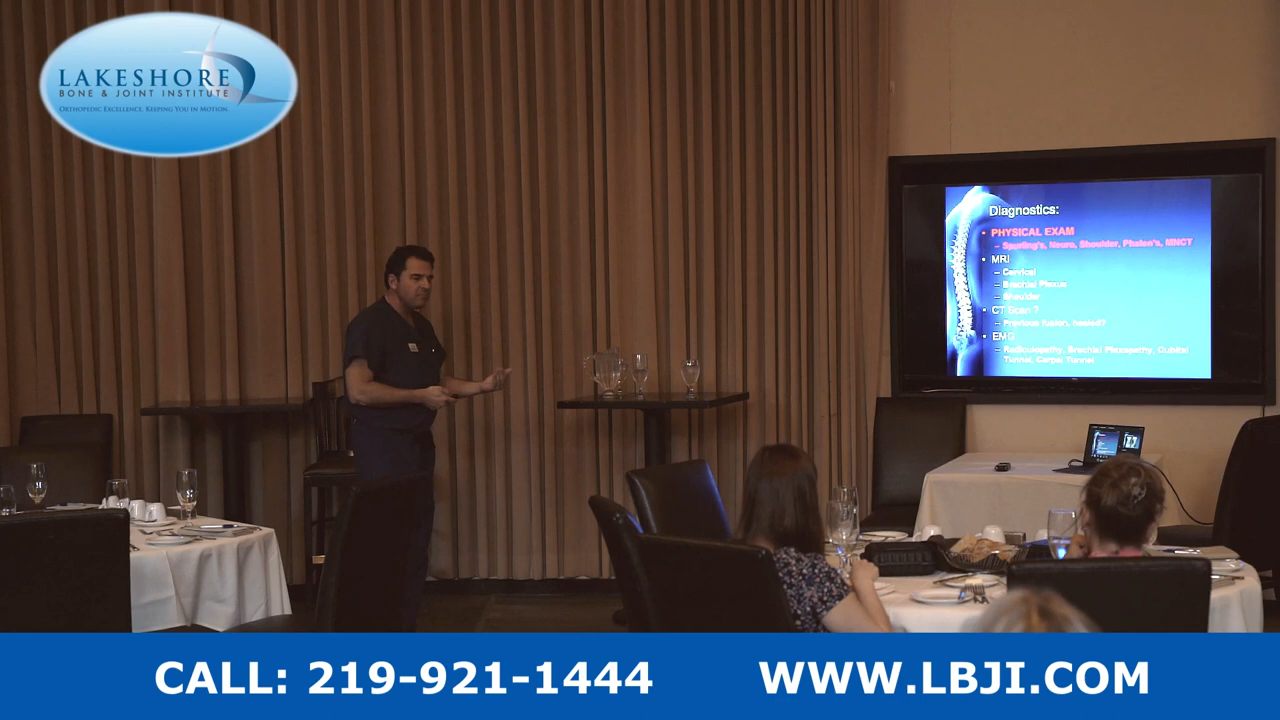 LAKESHORE
BONE & JOINT INSTITUTE
ORTHOPEDIC EXCELLENCE. KEEPING YOU IN MOTION.
Diagnostics:
• PHYSICAL EXAM
– Spurling's, Neuro, Shoulder, Phalen's, MNCT
• MRI
– Cervical
– Brachial Plexus
– Shoulder
• CT Scan ?
– Previous fusion, healed?
• EMG
– Radiculopathy, Brachial Plexopathy, Cubital
Tunnel, Carpal Tunnel
CALL: 219-921-1444
WWW.LBJI.COM